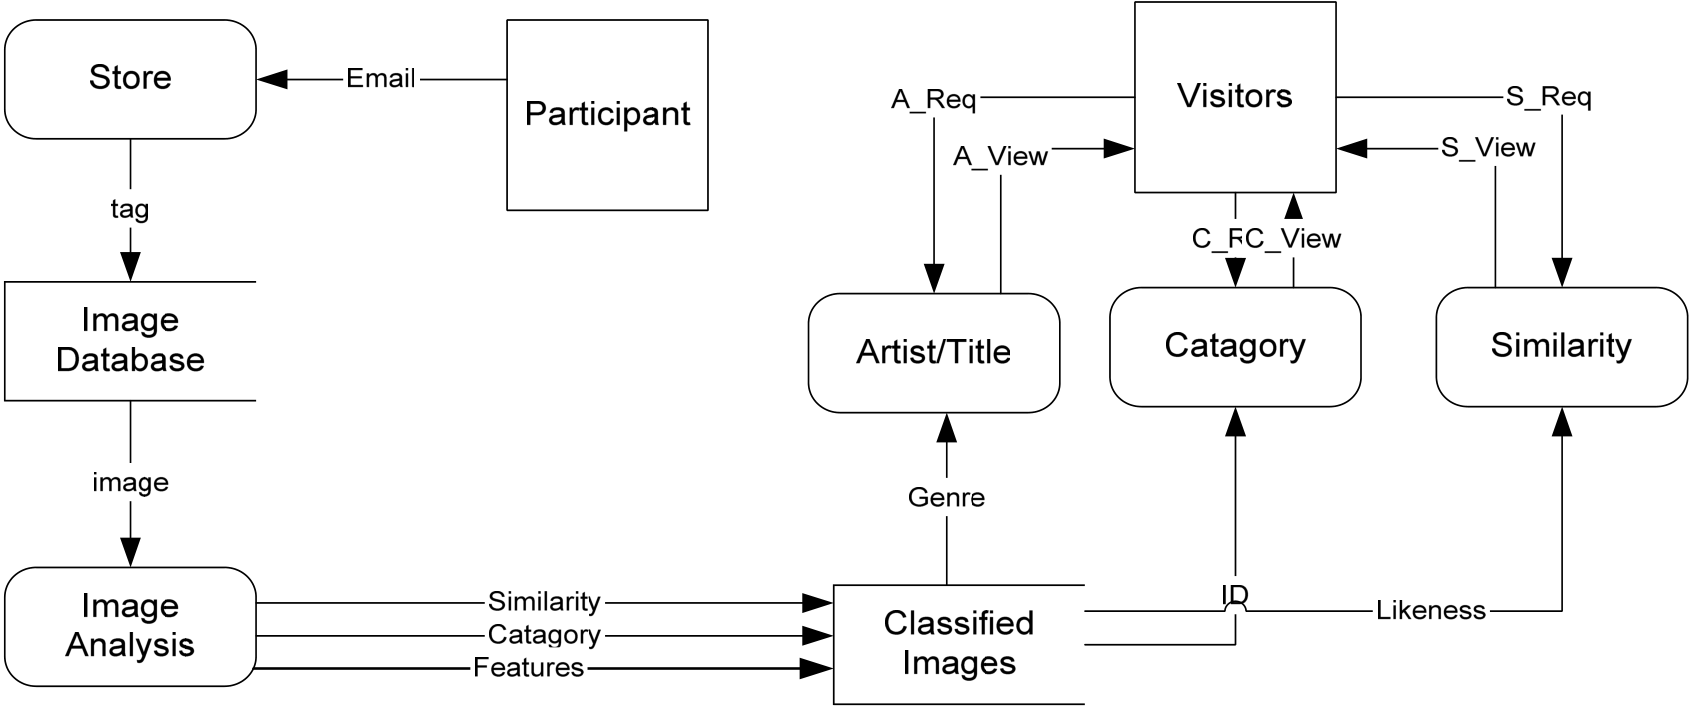 Store
Email
Participant
Visitors
A_Req
S_Req
A_View
S_View
tag
C_View
Image
Database
Artist/Title
Catagory
Similarity
image
Genre
Image
Analysis
Similarity
Catagory
Features
Classified
Images
ID
Likeness